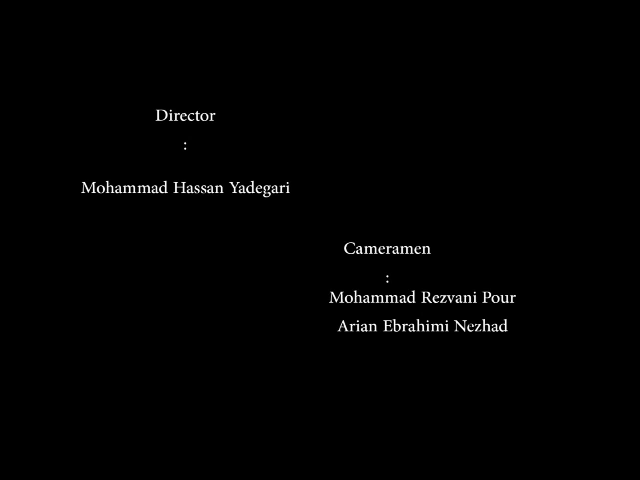 Director
:
Mohammad Hassan Yadegari
Cameramen
:
Mohammad Rezvani Pour
Arian Ebrahimi Nezhad